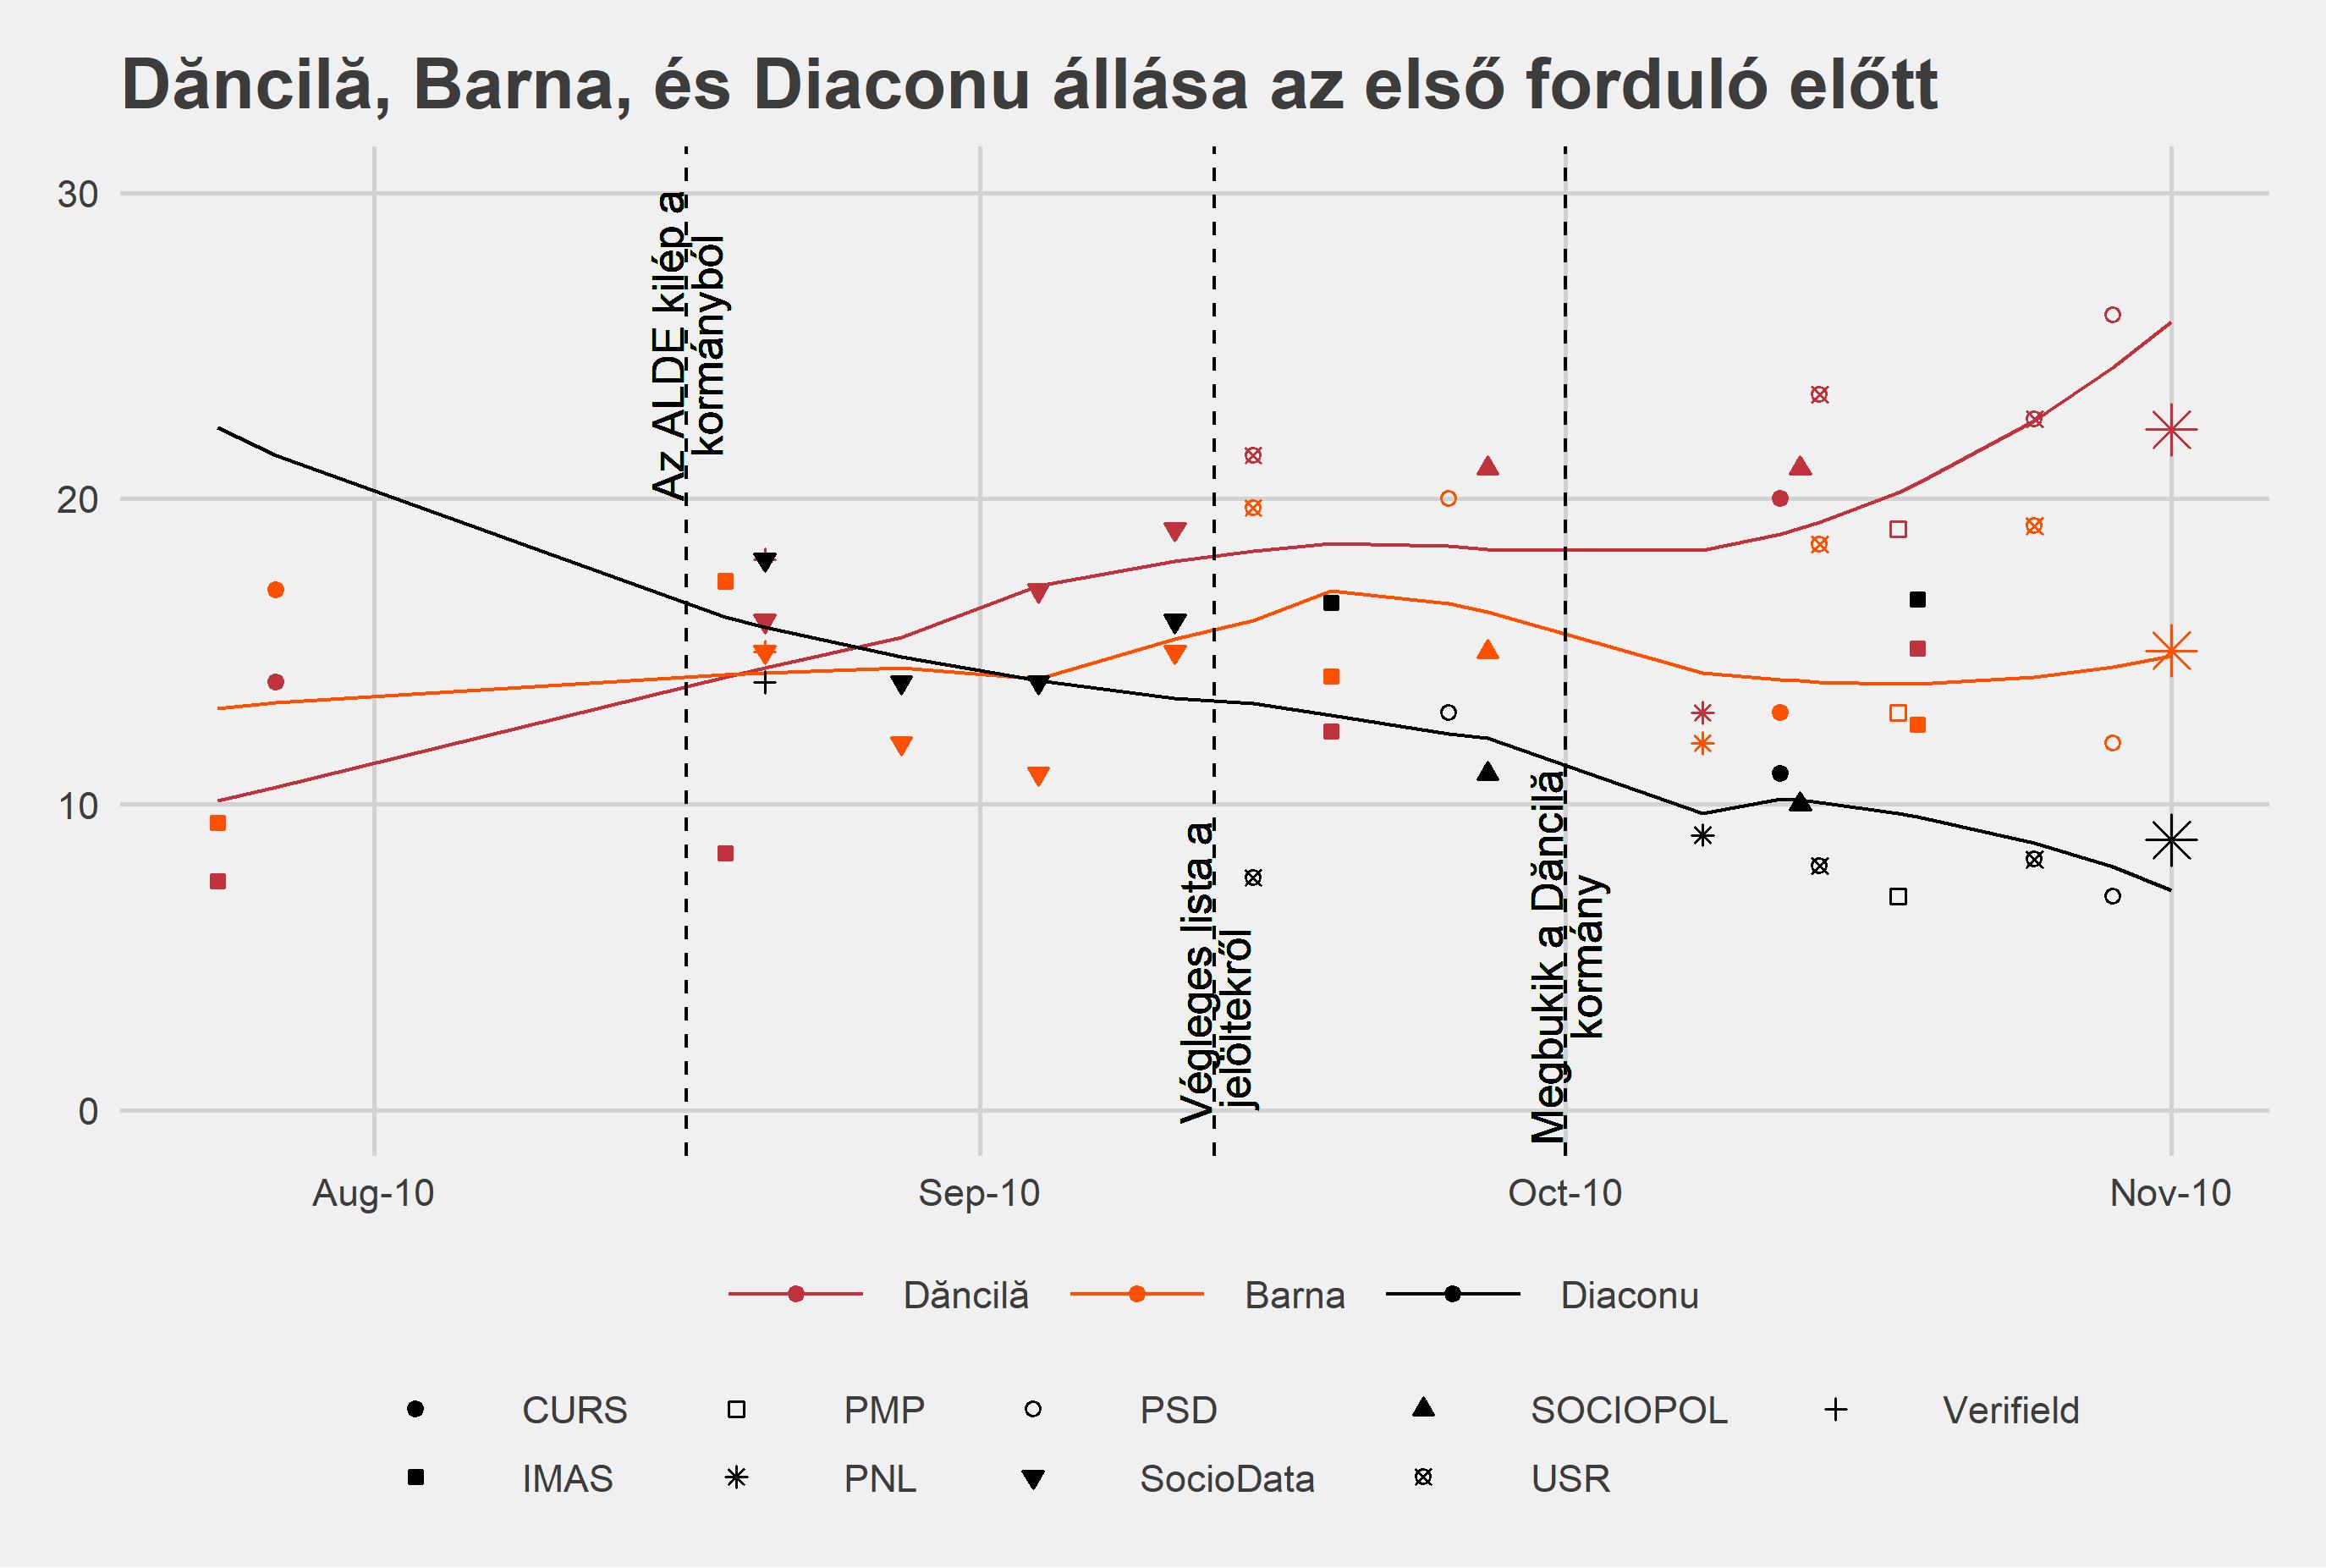 Dăncilă, Barna, és Diaconu állása az első forduló előtt
30
20
10
0
Az ALDE kilép a
kormányból
Végleges lista a
jelöltekről
Megbukik a Dăncilă
kormány
Aug-10
Sep-10
Oct-10
Nov-10
Dăncilă
Barna
Diaconu
CURS
PMP
PSD
SOCIOPOL
Verifield
IMAS
PNL
SocioData
USR